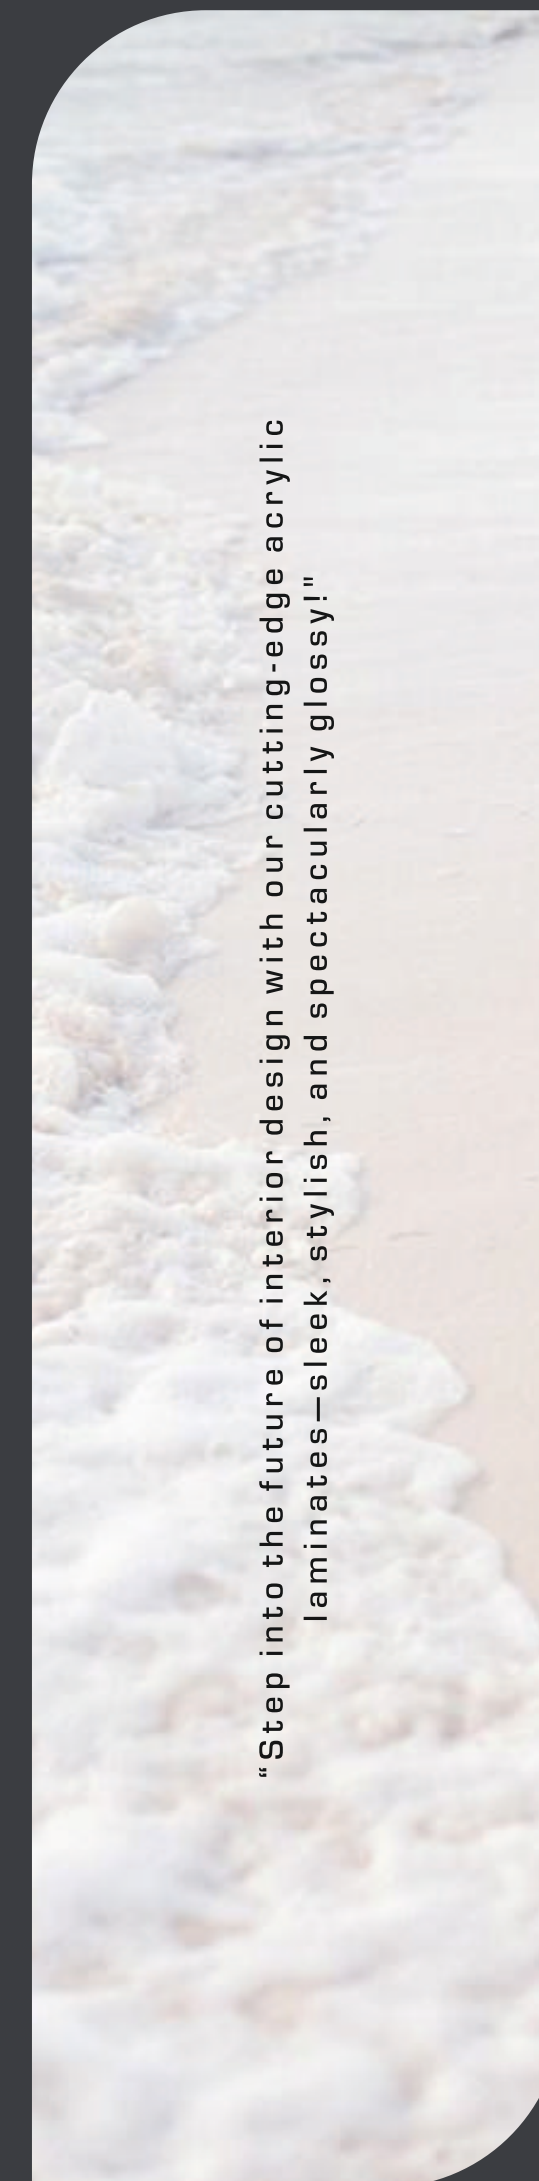 “Step into the future of interior design with our cutting-edge acrylic
laminates—sleek, stylish, and spectacularly glossy!"